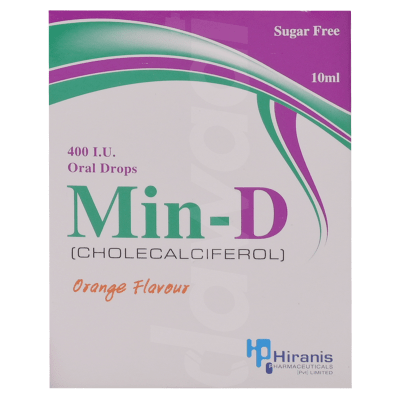 Sugar Free
10ml
400 I.U.
Oral Drops
Min-D
[CHOLECALCIFEROL]
Orange Flavour
Hiranis
PHARMACEUTICALS
(Pvt) LIMITED